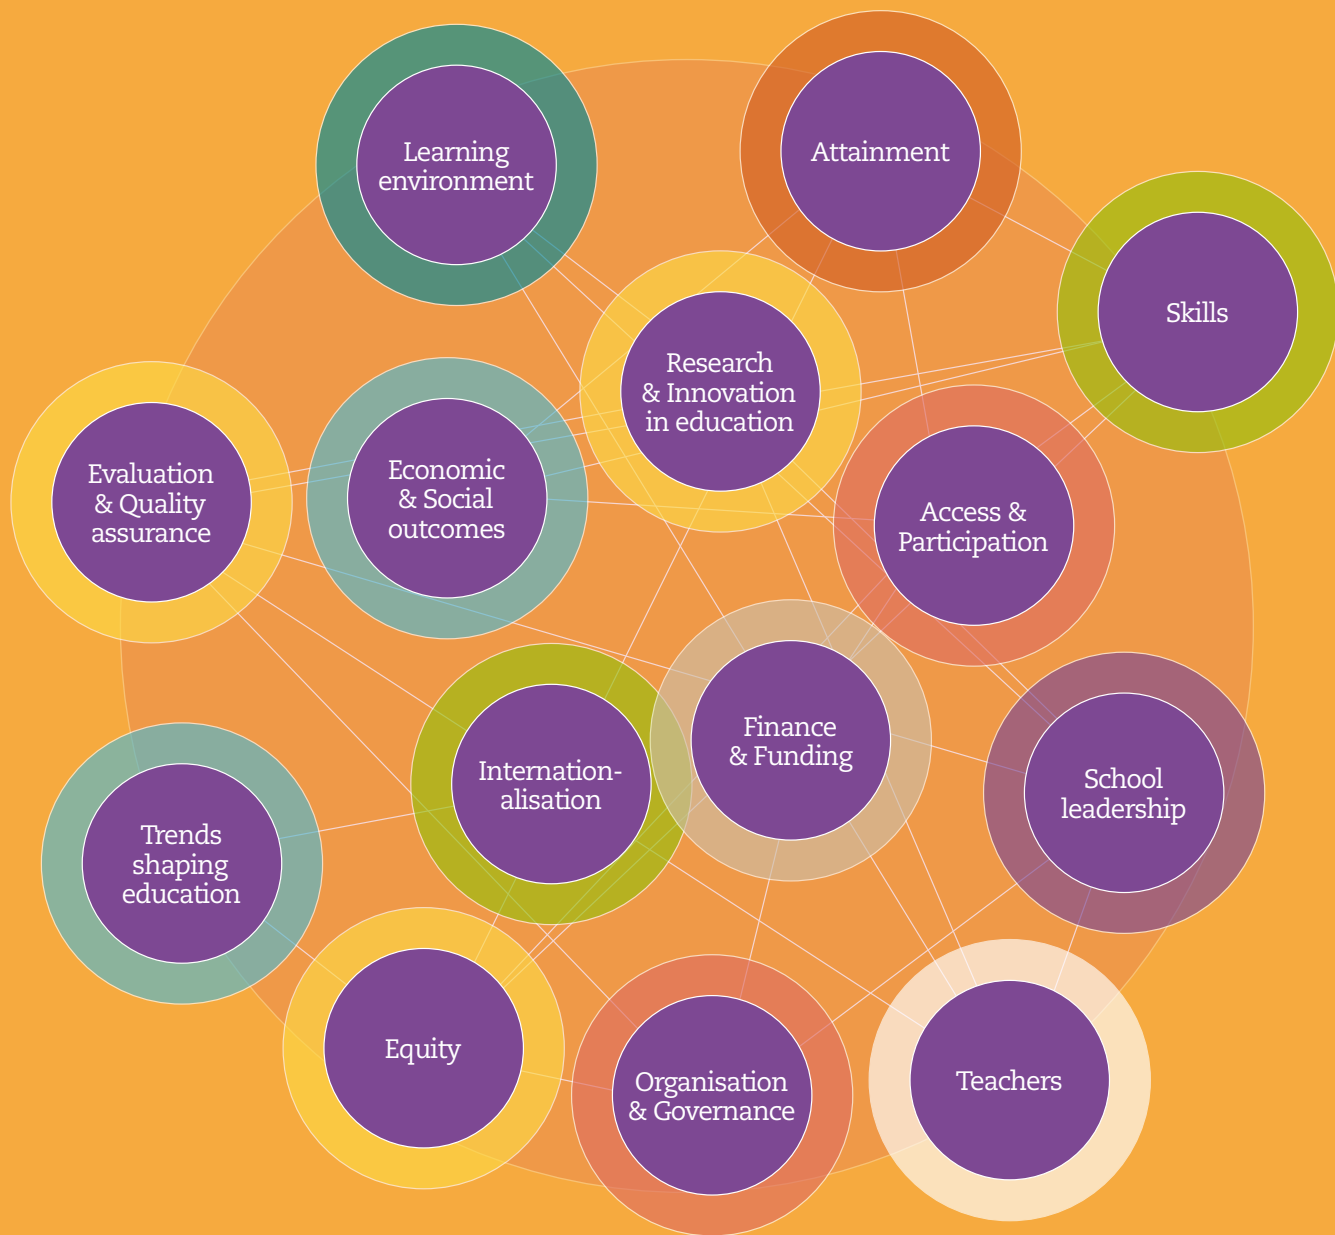 Learning
environment
Attainment
Skills
Research
& Innovation
in education
Evaluation
& Quality
assurance
Economic
& Social
outcomes
Access &
Participation
Internation-
alisation
Finance
& Funding
School
leadership
Trends
shaping
education
Equity
Organisation
& Governance
Teachers